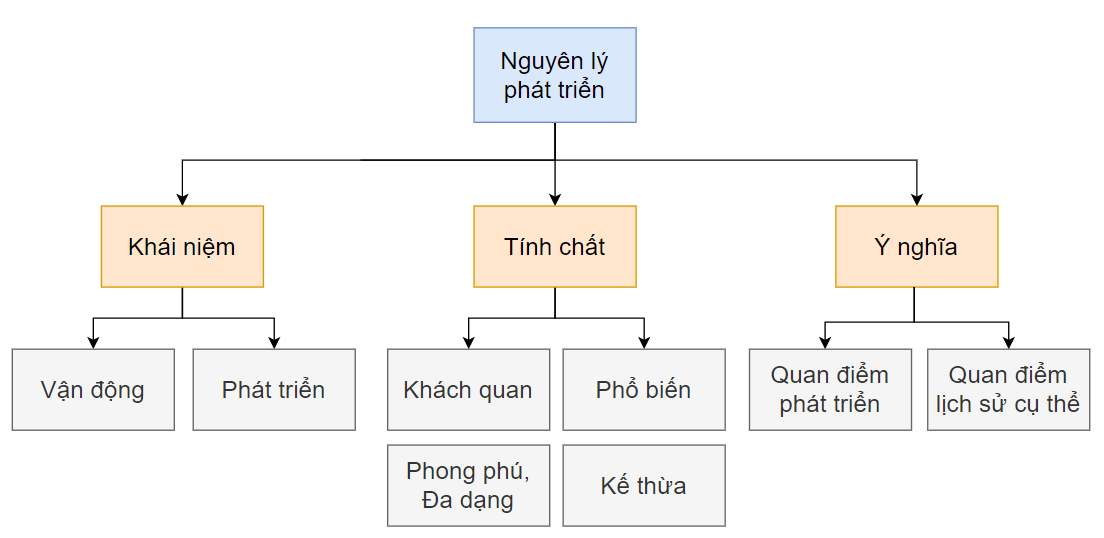 Nguyên lý
phát triển
Khái niệm
Tính chất
Ý nghĩa
Vận động
Phát triển
Khách quan
Phổ biến
Quan điểm
phát triển
Quan điểm
lịch sử cụ thể
Phong phú,
Đa dạng
Kế thừa